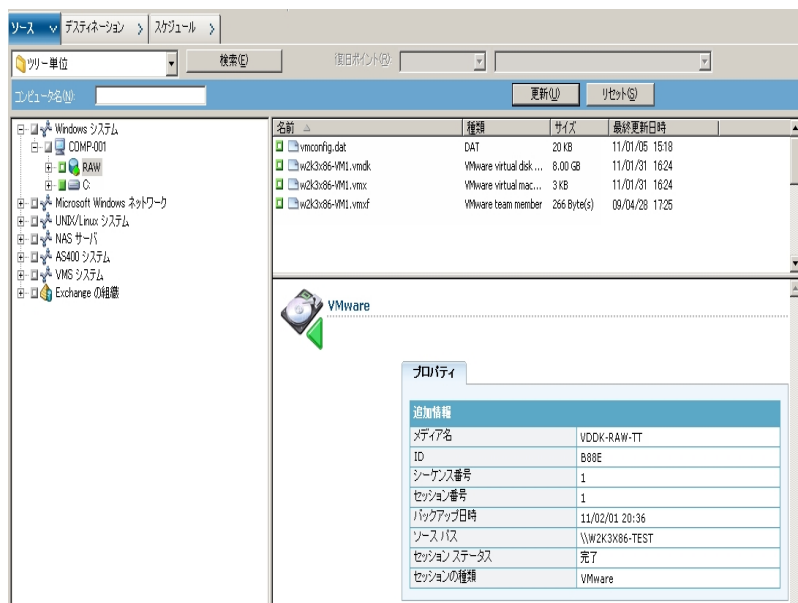 ソース デスティネーション スケジュール
ツリー単位 検索(E) 復旧ポイント(R):
コンピュータ名(N): 更新(U) リセット(S)
Windows システム
COMP-001
RAW
C:
Microsoft Windows ネットワーク
UNIX/Linux システム
NAS サーバ
AS400 システム
VMS システム
Exchange の組織
名前 種類 サイズ 最終更新日時
vmconfig.dat DAT 20 KB 11/01/05 15:18
w2k3x86-VM1.vmdk VMware virtual disk ... 8.00 GB 11/01/31 16:24
w2k3x86-VM1.vmx VMware virtual mac... 3 KB 11/01/31 16:24
w2k3x86-VM1.vmxf VMware team member 266 Byte(s) 09/04/28 17:25
VMware
プロパティ
追加情報
メディア名 VDDK-RAW-TT
ID B88E
シーケンス番号 1
セッション番号 1
バックアップ日時 11/02/01 20:36
ソース パス \\W2K3X86-TEST
セッション ステータス 完了
セッションの種類 VMware